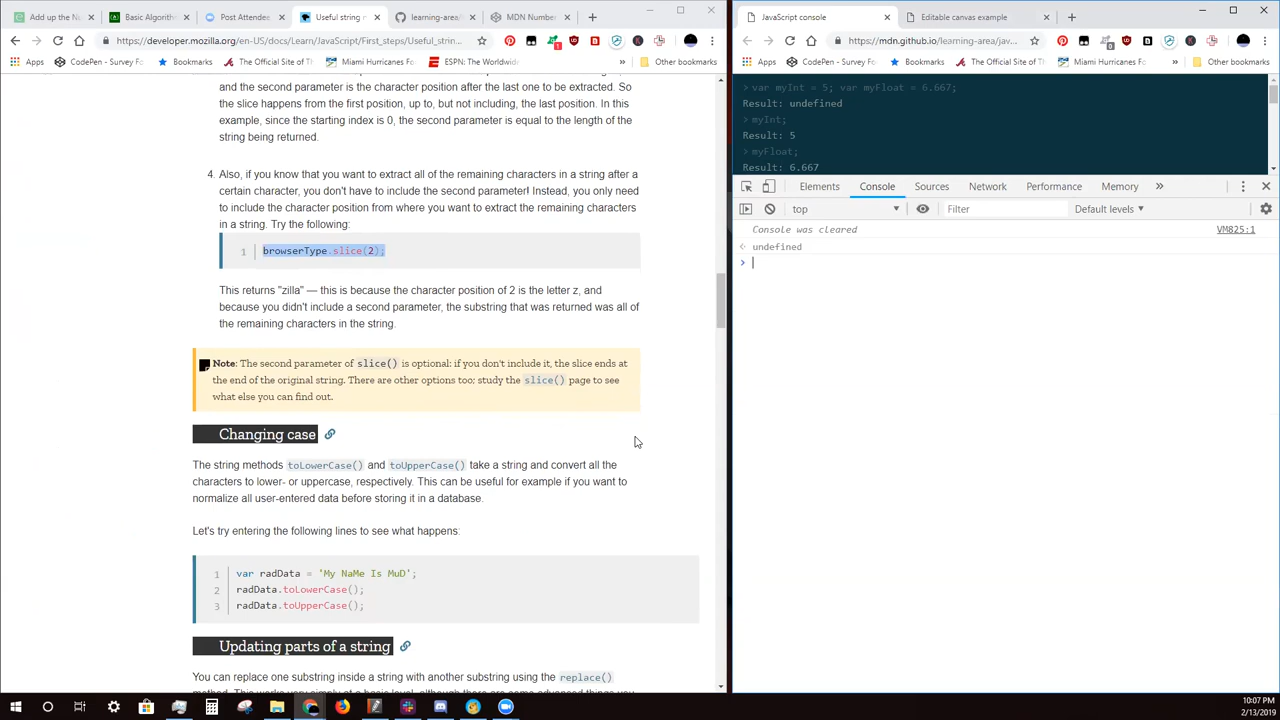 Add up the Nu
Basic Algorithm
Post Attendee
Useful string m
learning-area/
MDN Number
JavaScript console
Editable canvas example
https://developer.mozilla.org/en-US/docs/Learn/JavaScript/First_steps/Useful_strin...
https://mdn.github.io/learning-area/jav...
Apps
CodePen - Survey Fo
Bookmarks
The Official Site of
Miami Hurricanes F
ESPN: The Worldwide
»
Other bookmarks
Apps
CodePen - Survey Fo
Bookmarks
The Official Site of Th
Miami Hurricanes F
»
Other bookmarks
and the second parameter is the character position after the last one to be extracted. So
the slice happens from the first position, up to, but not including, the last position. In this
example, since the starting index is 0, the second parameter is equal to the length of the
string being returned.
4. Also, if you know that you want to extract all of the remaining characters in a string after a
certain character, you don't have to include the second parameter! Instead, you only need
to include the character position from where you want to extract the remaining characters
in a string. Try the following:
1 browserType.slice(2);
This returns "zilla" — this is because the character position of 2 is the letter z, and
because you didn't include a second parameter, the substring that was returned was all of
the remaining characters in the string.
Note: The second parameter of slice() is optional: if you don't include it, the slice ends at
the end of the original string. There are other options too; study the slice() page to see
what else you can find out.
Changing case
The string methods toLowerCase() and toUpperCase() take a string and convert all the
characters to lower- or uppercase, respectively. This can be useful for example if you want to
normalize all user-entered data before storing it in a database.
Let's try entering the following lines to see what happens:
1 var radData = 'My NaMe Is MuD';
2 radData.toLowerCase();
3 radData.toUpperCase();
Updating parts of a string
You can replace one substring inside a string with another substring using the replace()
> var myInt = 5; var myFloat = 6.667;
Result: undefined
> myInt;
Result: 5
> myFloat;
Result: 6.667
Elements Console Sources Network Performance Memory »
top
Filter
Default levels
Console was cleared
VM825:1
undefined
>
10:07 PM
2/13/2019